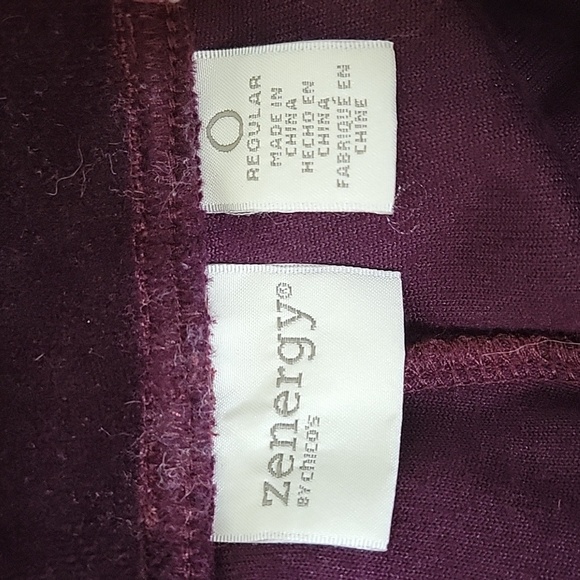 zenergy®
BY chico's
0
REGULAR
MADE IN
CHINA
HECHO EN
CHINA
FABRIQUÉ EN
CHINE